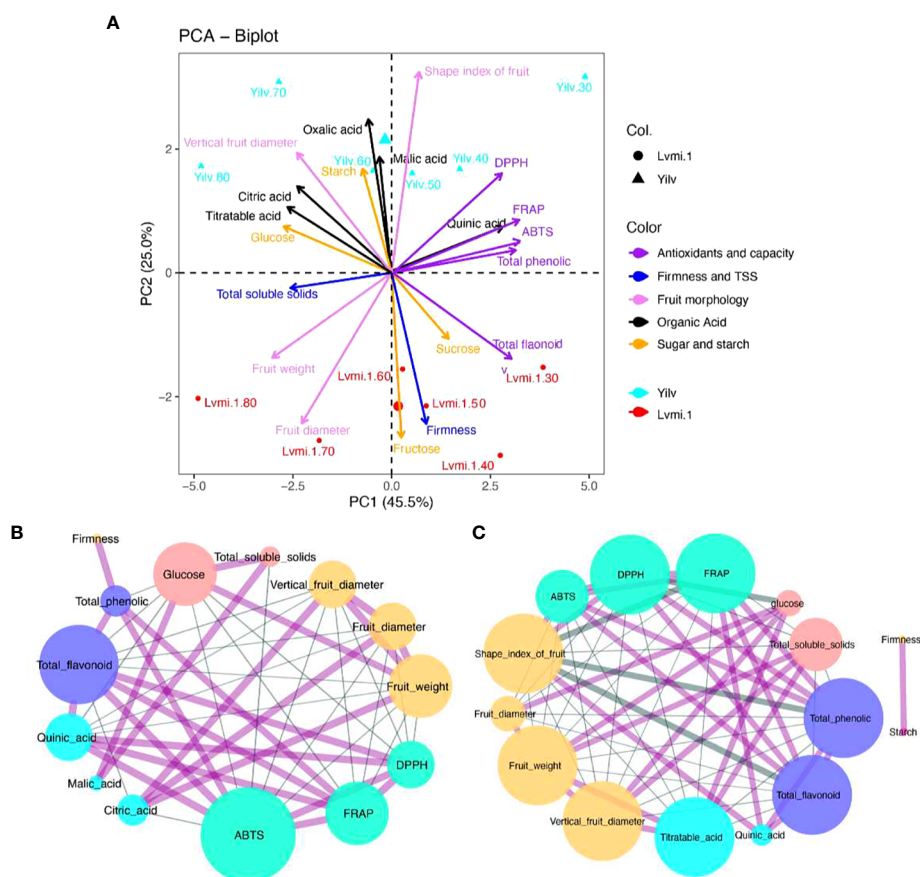 A
PCA – Biplot
Shape index of fruit
Yilv.70
Yilv.30
Oxalic acid
Vertical fruit diameter
Yilv.60
Malic acid
Yilv.40
DPPH
Yilv.80
Starch
Yilv.50
Citric acid
Titratable acid
Quinic acid
FRAP
Glucose
ABTS
Total phenolic
Total soluble solids
Sucrose
Total flaonoid
v
Fruit weight
Lvmi.1.60
Lvmi.1.30
Lvmi.1.80
Lvmi.1.50
Fruit diameter
Firmness
Lvmi.1.70
Fructose
Lvmi.1.40
2
0
−2
PC2 (25.0%)
−5.0
−2.5
0.0
2.5
5.0
PC1 (45.5%)
Col.
Lvmi.1
Yilv
Color
Antioxidants and capacity
Firmness and TSS
Fruit morphology
Organic Acid
Sugar and starch
Yilv
Lvmi.1
B
Firmness
Total_soluble_solids
Glucose
Vertical_fruit_diameter
Total_phenolic
Fruit_diameter
Total_flavonoid
Fruit_weight
Quinic_acid
DPPH
Malic_acid
Citric_acid
FRAP
ABTS
C
DPPH
FRAP
ABTS
glucose
Shape_index_of_fruit
Total_soluble_solids
Firmness
Fruit_diameter
Total_phenolic
Starch
Fruit_weight
Total_flavonoid
Vertical_fruit_diameter
Titratable_acid
Quinic_acid